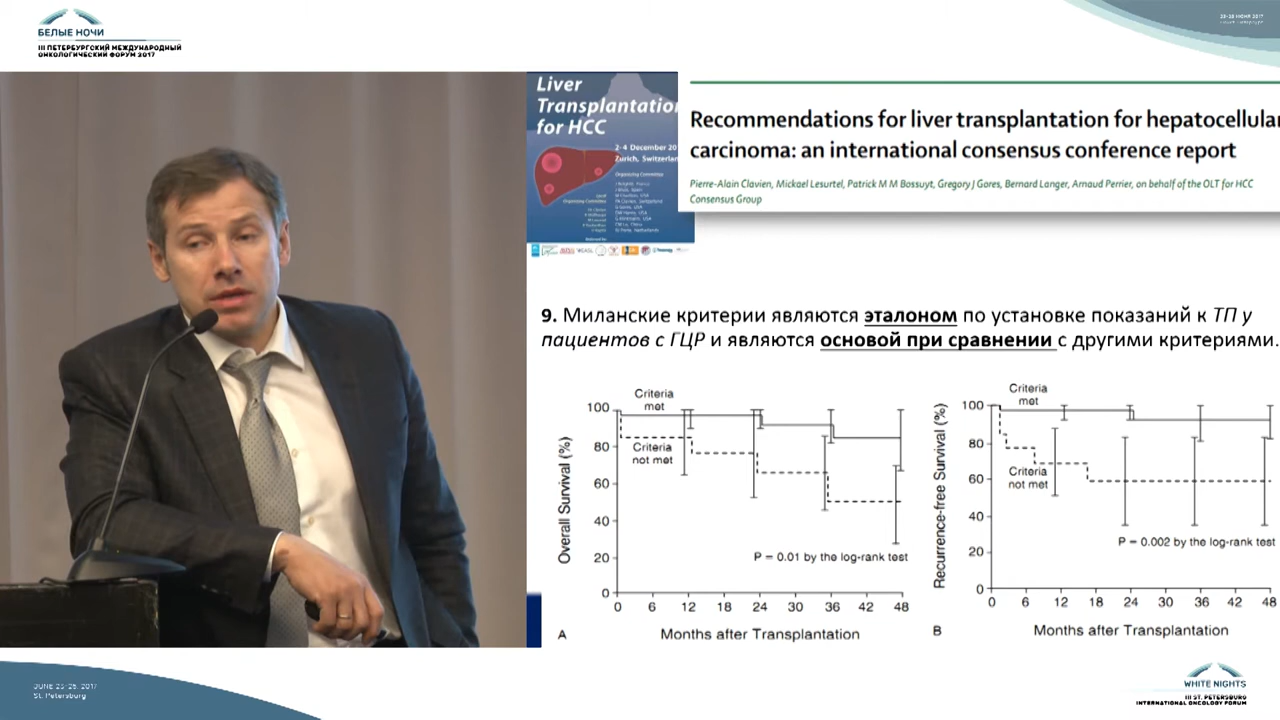 БЕЛЫЕ НОЧИ
III ПЕТЕРБУРГСКИЙ МЕЖДУНАРОДНЫЙ
ОНКОЛОГИЧЕСКИЙ ФОРУМ 2017
Liver
Transplantation
for HCC
2-4 December 20
Zurich, Switzerland
Organizing Committee
Recommendations for liver transplantation for hepatocellular
carcinoma: an international consensus conference report
Pierre-Alain Clavien, Mickael Lesurtel, Patrick M M Bossuyt, Gregory J Gores, Bernard Langer, Arnaud Perrier, on behalf of the OLT for HCC
Consensus Group
9. Миланские критерии являются эталоном по установке показаний к ТП у
пациентов с ГЦР и являются основой при сравнении с другими критериями.
Criteria
met
Criteria
not met
Overall Survival (%)
100
80
60
40
20
0
P = 0.01 by the log-rank test
0 6 12 18 24 30 36 42 48
A
Months after Transplantation
Criteria
met
Criteria
not met
Recurrence-free Survival (%)
100
80
60
40
20
0
P = 0.002 by the log-rank test
0 6 12 18 24 30 36 42 48
B
Months after Transplantation
JUNE 23-25, 2017
St. Petersburg
WHITE NIGHTS
III ST. PETERSBURG
INTERNATIONAL ONCOLOGY FORUM